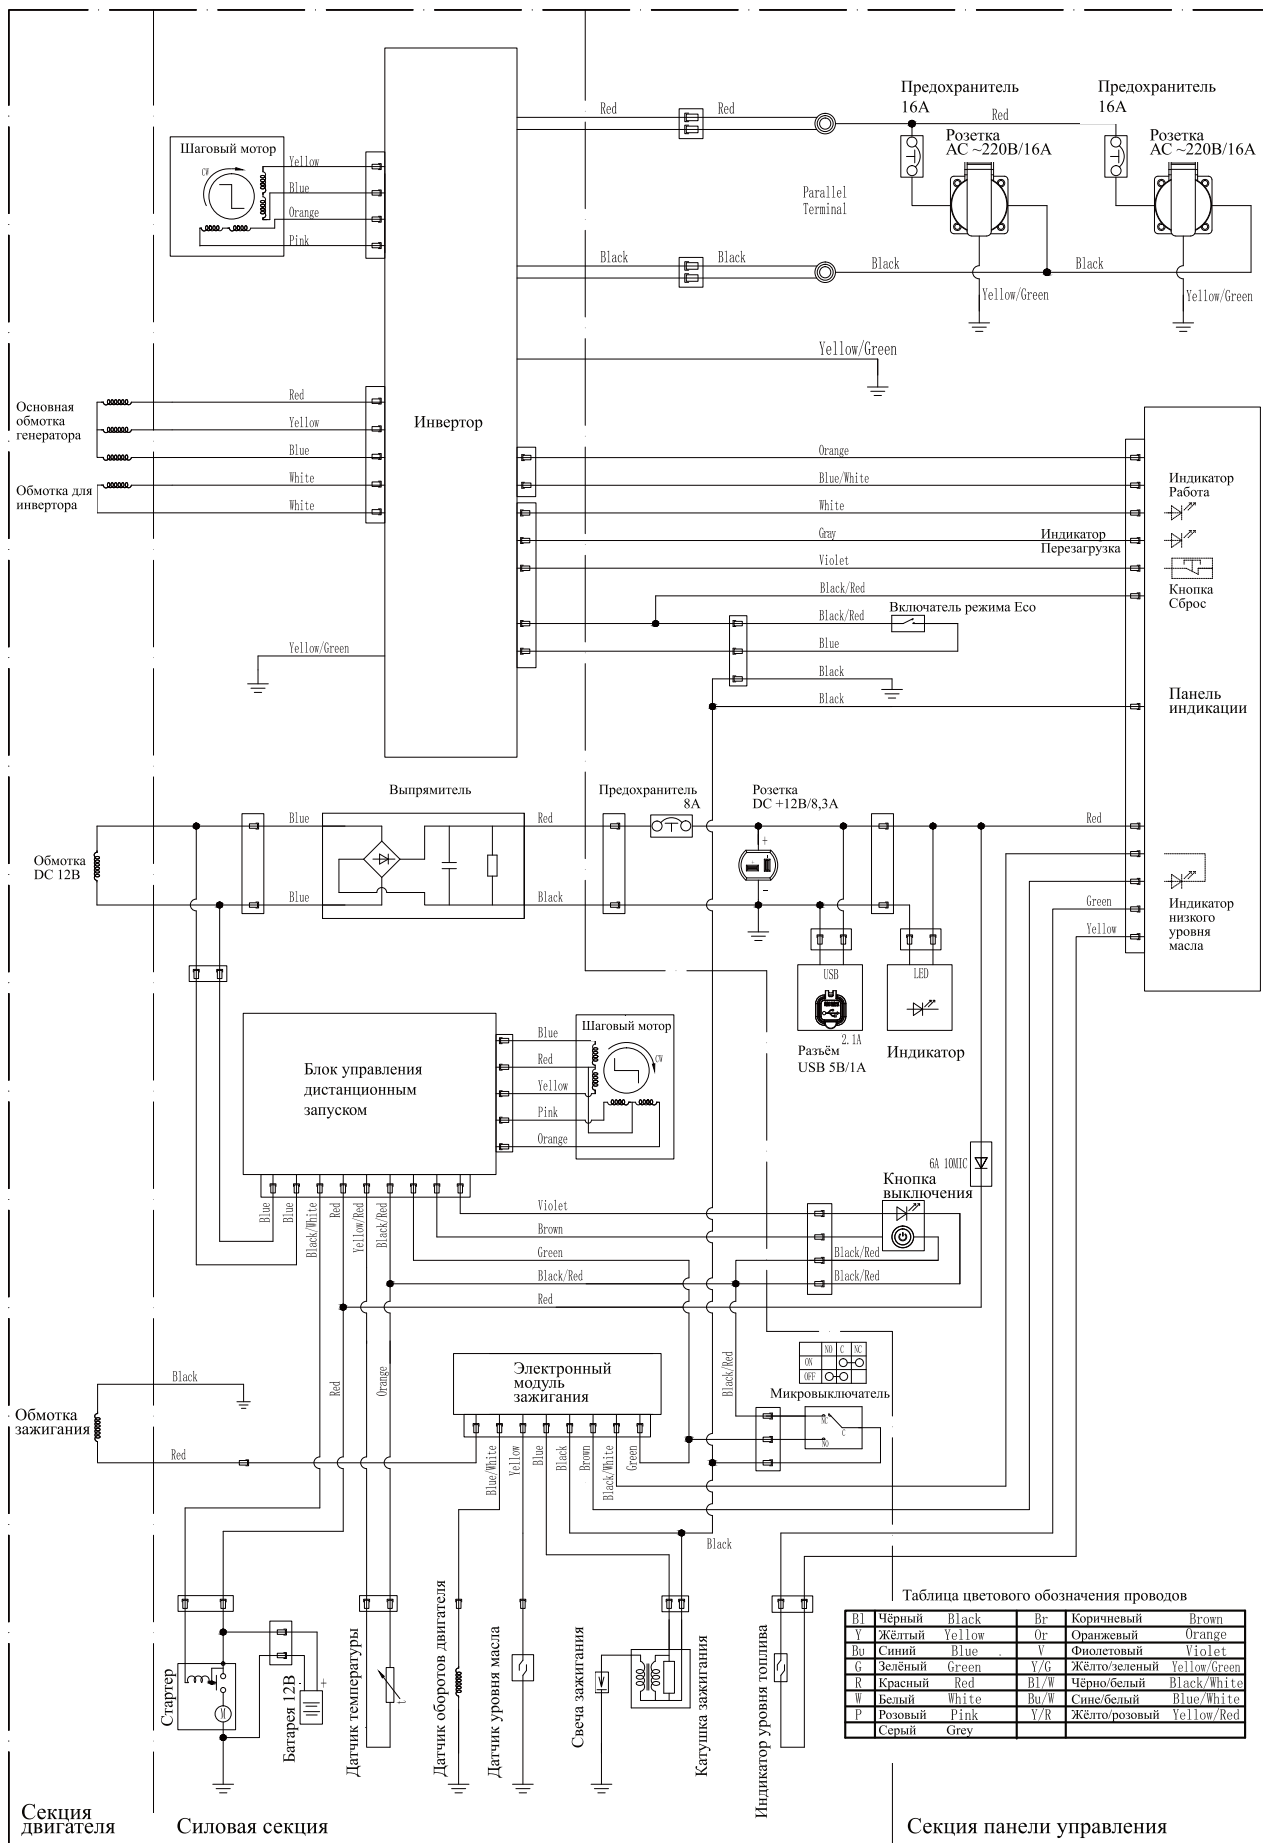 Предохранитель
16А
Предохранитель
16А
Red
Red
Red
Розетка
АС ~220В/16А
Розетка
АС ~220В/16А
Шаговый мотор
CW
Yellow
Blue
Orange
Pink
Parallel
Terminal
Black
Black
Black
Black
Yellow/Green
Yellow/Green
Yellow/Green
Основная
обмотка
генератора
Red
Yellow
Blue
Инвертор
Обмотка для
инвертора
White
White
Orange
Blue/White
White
Gray
Violet
Black/Red
Black/Red
Blue
Black
Black
Индикатор
Работа
Индикатор
Перезагрузка
Кнопка
Сброс
Включатель режима Eco
Панель
индикации
Yellow/Green
Выпрямитель
Предохранитель
8А
Розетка
DC +12В/8,3А
Обмотка
DC 12В
Blue
Blue
Red
Black
+
−
Red
Green
Yellow
Индикатор
низкого
уровня
масла
USB
2.1A
Разъём
USB 5В/1А
LED
Индикатор
Блок управления
дистанционным
запуском
Blue
Red
Yellow
Pink
Orange
Шаговый мотор
CW
6A 10MIC
Кнопка
выключения
Blue
Blue
Black/White
Red
Yellow/Red
Black/Red
Violet
Brown
Green
Black/Red
Red
Black/Red
Black/Red
Обмотка
зажигания
Black
Red
Red
Orange
Электронный
модуль
зажигания
Black/Red
NO C NC
ON
OFF
Микровыключатель
NC
C
NO
Blue/White
Yellow
Blue
Black
Brown
Black/White
Green
Black
Стартер
M
Батарея 12В
+
Датчик температуры
Датчик оборотов двигателя
Датчик уровня масла
Свеча зажигания
Катушка зажигания
Индикатор уровня топлива
Таблица цветового обозначения проводов
Bl Чёрный Black Br Коричневый Brown
Y Жёлтый Yellow Or Оранжевый Orange
Bu Синий Blue V Фиолетовый Violet
G Зелёный Green Y/G Жёлто/зеленый Yellow/Green
R Красный Red Bl/W Чёрно/белый Black/White
W Белый White Bu/W Сине/белый Blue/White
P Розовый Pink Y/R Жёлто/розовый Yellow/Red
Серый Grey
Секция
двигателя
Силовая секция
Секция панели управления